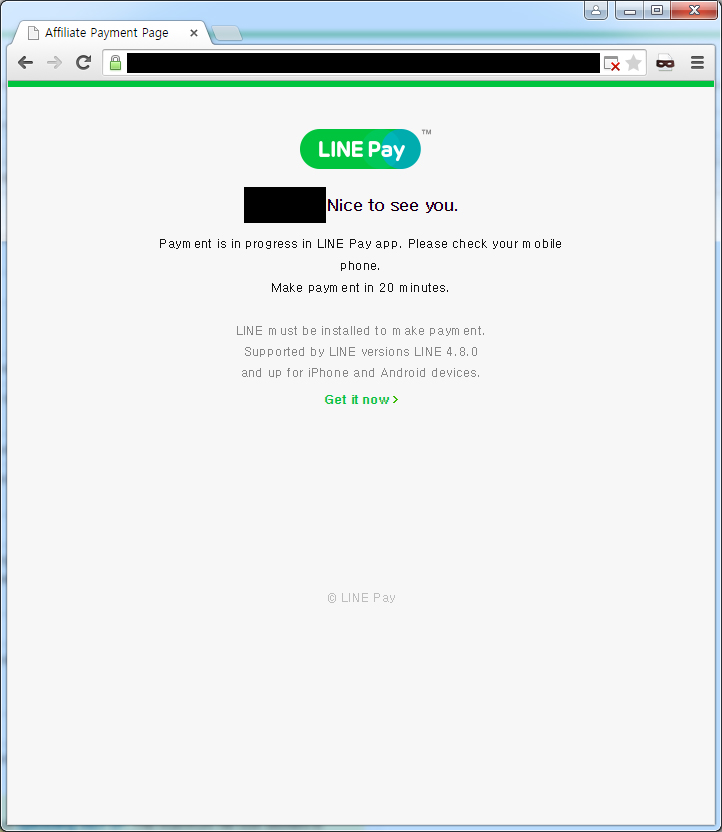 Affiliate Payment Page
LINE Pay™
Nice to see you.
Payment is in progress in LINE Pay app. Please check your mobile
phone.
Make payment in 20 minutes.
LINE must be installed to make payment.
Supported by LINE versions LINE 4.8.0
and up for iPhone and Android devices.
Get it now >
© LINE Pay